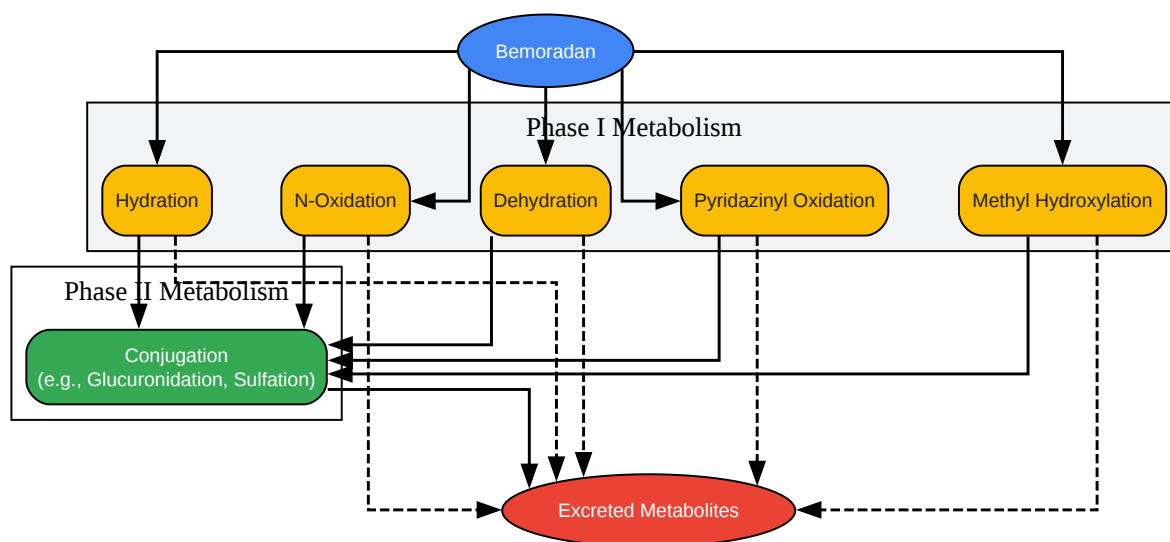 Bemoradan
Phase I Metabolism
Hydration
N-Oxidation
Dehydration
Pyridazinyl Oxidation
Methyl Hydroxylation
Phase II Metabolism
Conjugation
(e.g., Glucuronidation, Sulfation)
Excreted Metabolites